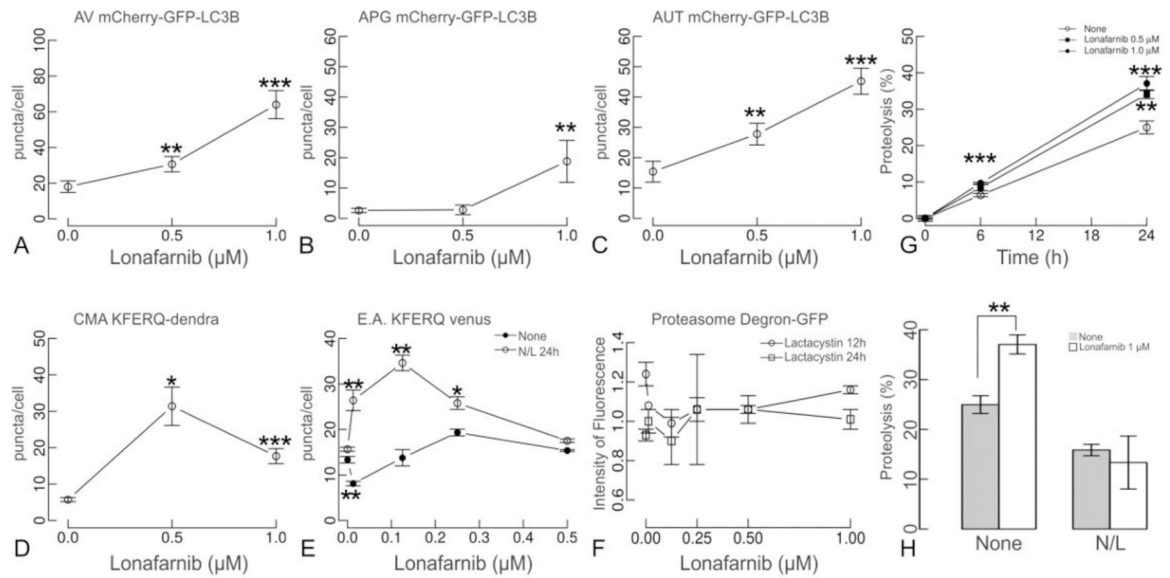 AV mCherry-GFP-LC3B
puncta/cell
0 20 40 60 80 100
** ***
0.0 0.5 1.0
Lonafarnib (µM)
A
APG mCherry-GFP-LC3B
puncta/cell
0 10 20 30 40 50 60
**
0.0 0.5 1.0
Lonafarnib (µM)
B
AUT mCherry-GFP-LC3B
puncta/cell
0 10 20 30 40 50 60
** ***
0.0 0.5 1.0
Lonafarnib (µM)
C
None
Lonafarnib 0.5 µM
Lonafarnib 1.0 µM
Proteolysis (%)
0 10 20 30 40 50
*** *** **
0 6 12 18 24
Time (h)
G
CMA KFERQ-dendra
puncta/cell
0 10 20 30 40 50
* ***
0.0 0.5 1.0
Lonafarnib (µM)
D
E.A. KFERQ venus
None
N/L 24h
puncta/cell
0 10 20 30 40
** ** * **
0.0 0.1 0.2 0.3 0.4 0.5
Lonafarnib (µM)
E
Proteasome Degron-GFP
Lactacystin 12h
Lactacystin 24h
Intensity of Fluorescence
0.6 0.8 1.0 1.2 1.4
0.00 0.25 0.50 0.75 1.00
Lonafarnib (µM)
F
**
None
Lonafarnib 1 µM
Proteolysis (%)
0 10 20 30 40
None N/L
H